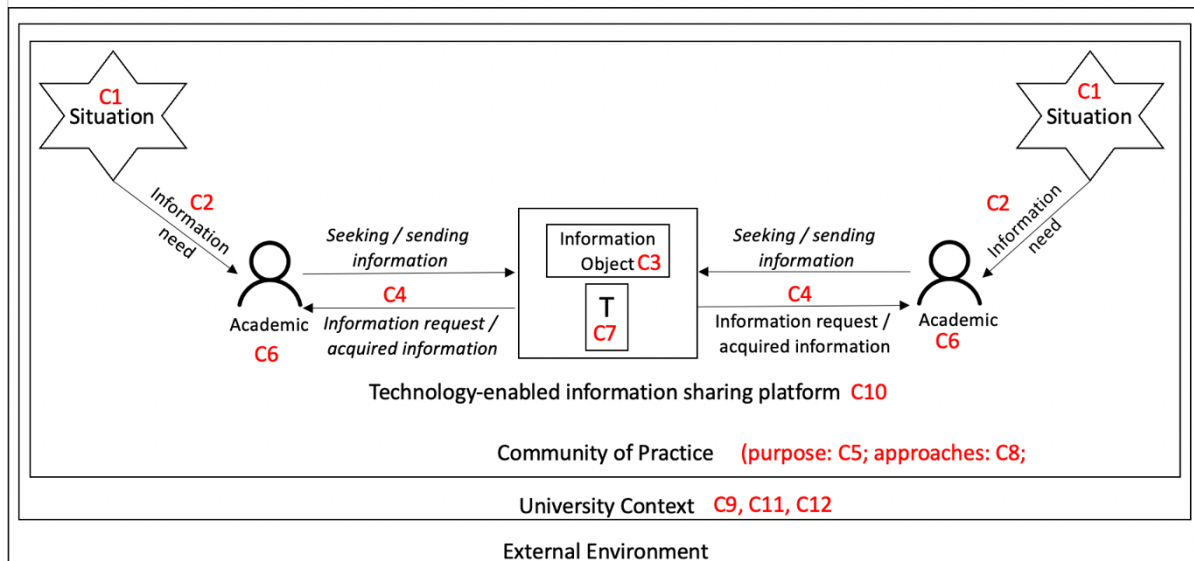 C1
Situation
C1
Situation
C2
Information
need
C2
Information
need
Seeking / sending
information
Information
Object C3
Seeking / sending
information
C4
T
C7
C4
Academic
C6
Information request /
acquired information
Information request /
acquired information
Academic
C6
Technology-enabled information sharing platform C10
Community of Practice (purpose: C5; approaches: C8;
University Context C9, C11, C12
External Environment